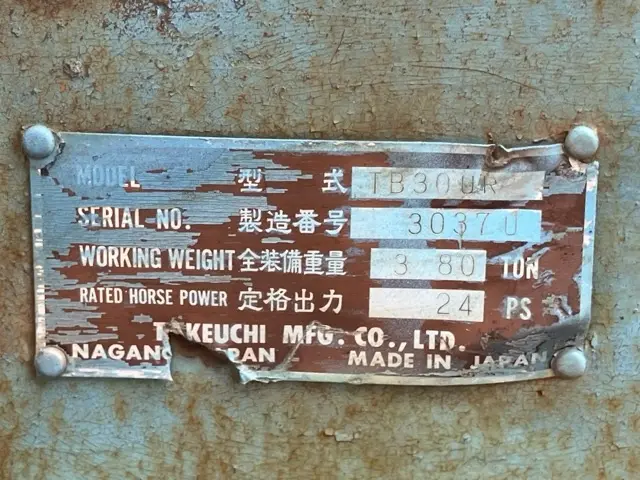 MODEL 型式 TB30UR
SERIAL NO. 製造番号 3037U
WORKING WEIGHT 全装備重量 3 80 TON
RATED HORSE POWER 定格出力 24 PS
TAKEUCHI MFG. CO., LTD.
NAGANO JAPAN MADE IN JAPAN